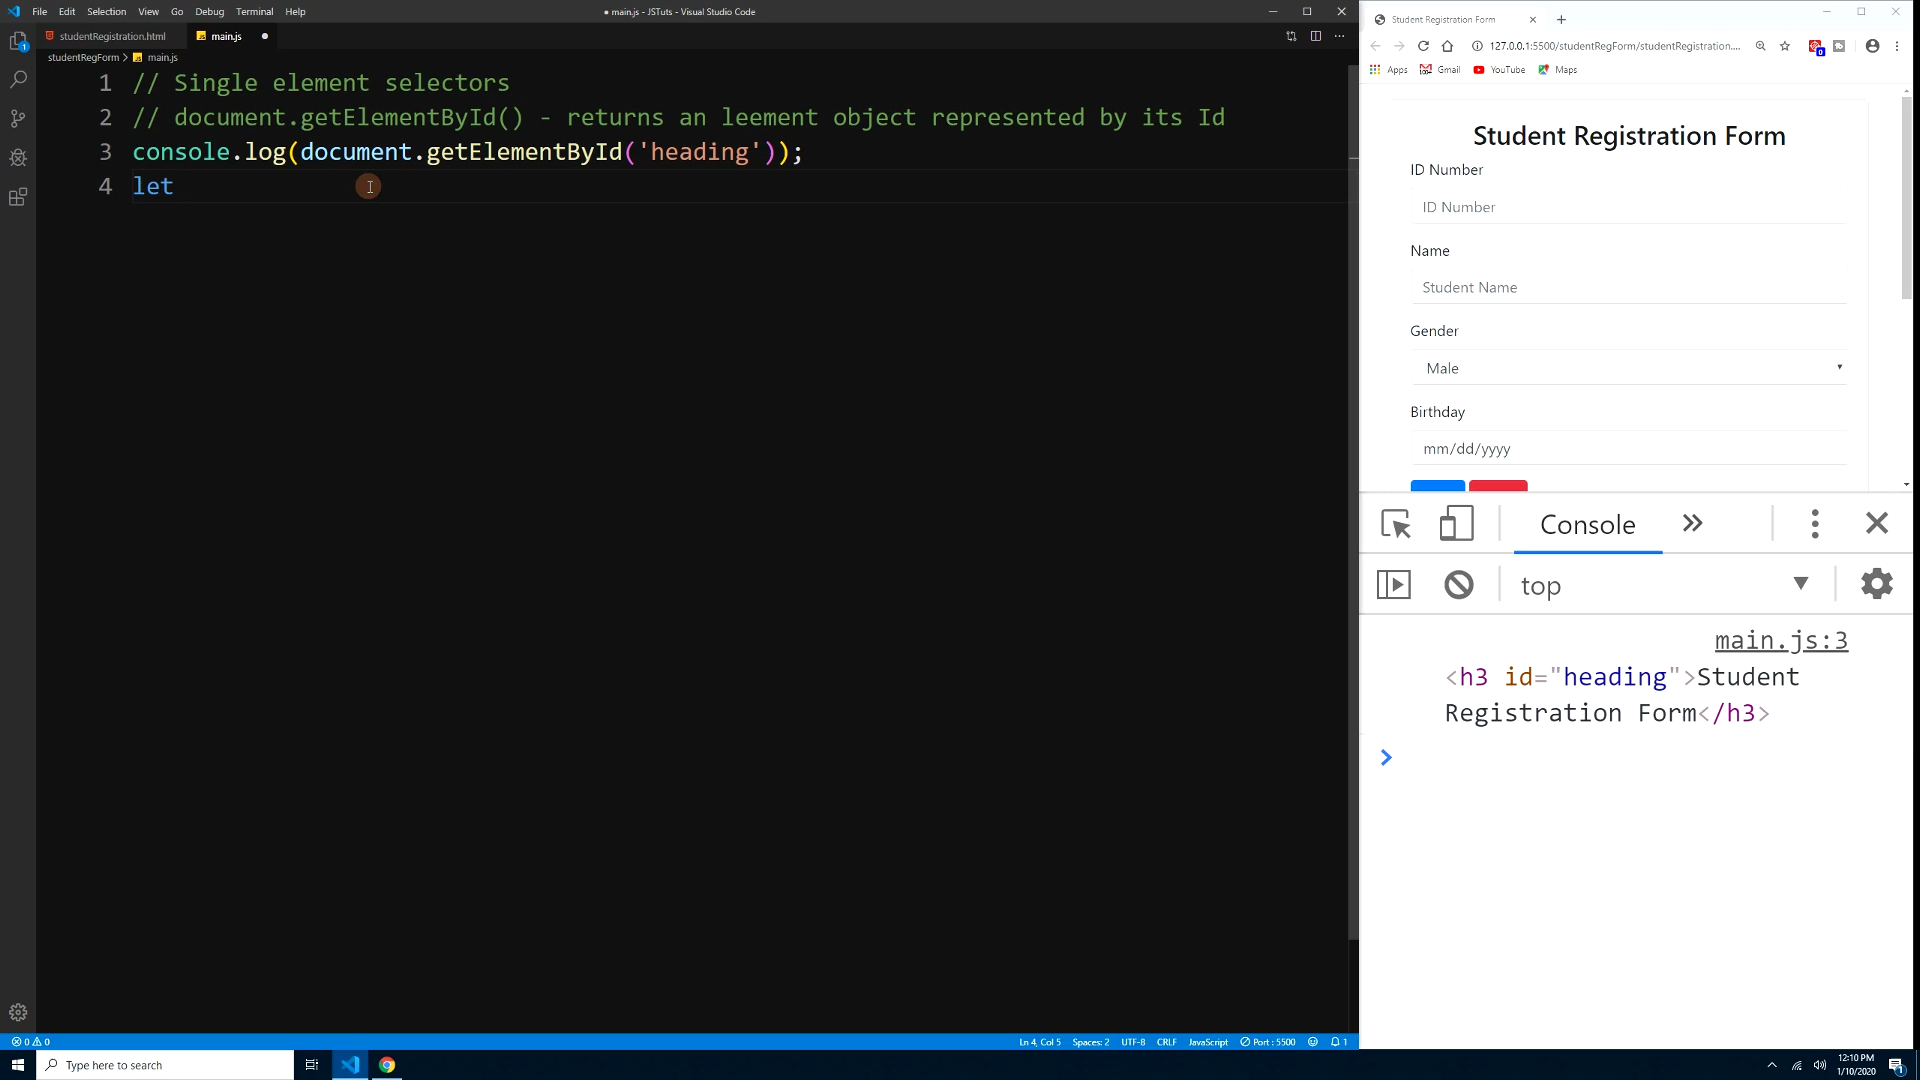 File Edit Selection View Go Debug Terminal Help
● main.js - JSTuts - Visual Studio Code
studentRegistration.html
main.js ●
studentRegForm > main.js
1 // Single element selectors
2 // document.getElementById() - returns an leement object represented by its Id
3 console.log(document.getElementById('heading'));
4 let
Ln 4, Col 5 Spaces: 2 UTF-8 CRLF JavaScript Port : 5500 1
0 0
Type here to search
Student Registration Form
127.0.0.1:5500/studentRegForm/studentRegistration....
Apps Gmail YouTube Maps
Student Registration Form
ID Number
ID Number
Name
Student Name
Gender
Male
Birthday
mm/dd/yyyy
Console
top
main.js:3
<h3 id="heading">Student
Registration Form</h3>
12:10 PM
1/10/2020